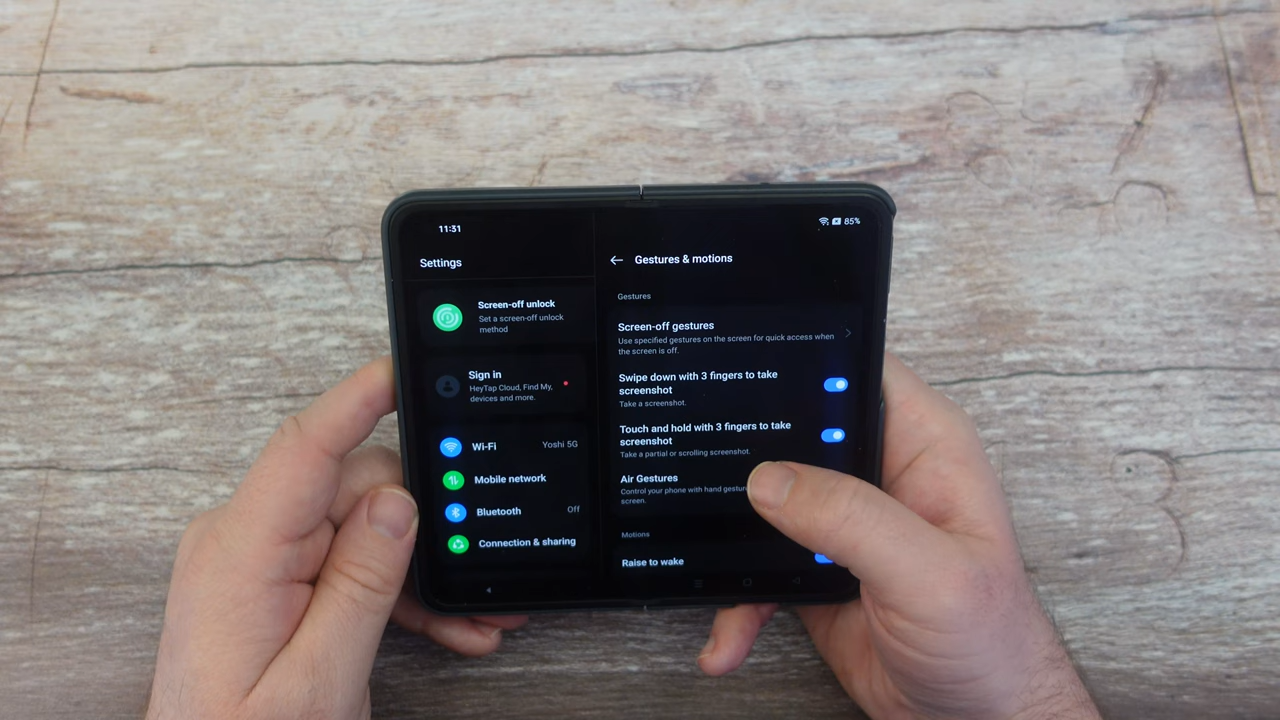 11:31
85%
Settings
Gestures & motions
Screen-off unlock
Set a screen-off unlock
method
Sign in
HeyTap Cloud, Find My,
devices and more.
Wi-Fi
Yoshi 5G
Mobile network
Bluetooth
Off
Connection & sharing
Gestures
Screen-off gestures
Use specified gestures on the screen for quick access when
the screen is off.
Swipe down with 3 fingers to take
screenshot
Take a screenshot.
Touch and hold with 3 fingers to take
screenshot
Take a partial or scrolling screenshot.
Air Gestures
Control your phone with hand
screen.
Motions
Raise to wake